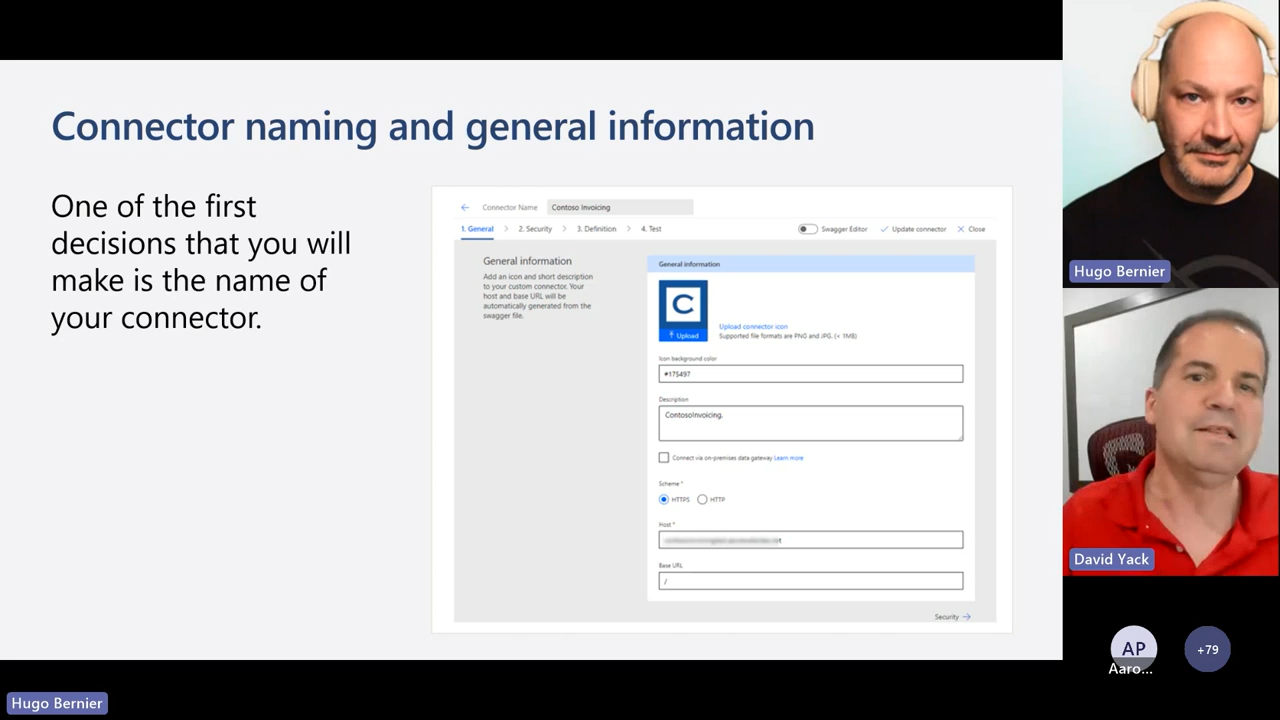 Connector naming and general information
One of the first
decisions that you will
make is the name of
your connector.
Connector Name Contoso Invoicing
1. General 2. Security 3. Definition 4. Test Swagger Editor Update connector Close
General information
Add an icon and short description
to your custom connector. Your
host and base URL will be
automatically generated from the
swagger file.
General information
C
Upload
Upload connector icon
Supported file formats are PNG and JPG. (< 1MB)
Icon background color
#175497
Description
ContosoInvoicing.
Connect via on-premises data gateway Learn more
Scheme *
HTTPS HTTP
Host *
Base URL
/
Security
Hugo Bernier
David Yack
AP
Aaro...
+79
Hugo Bernier